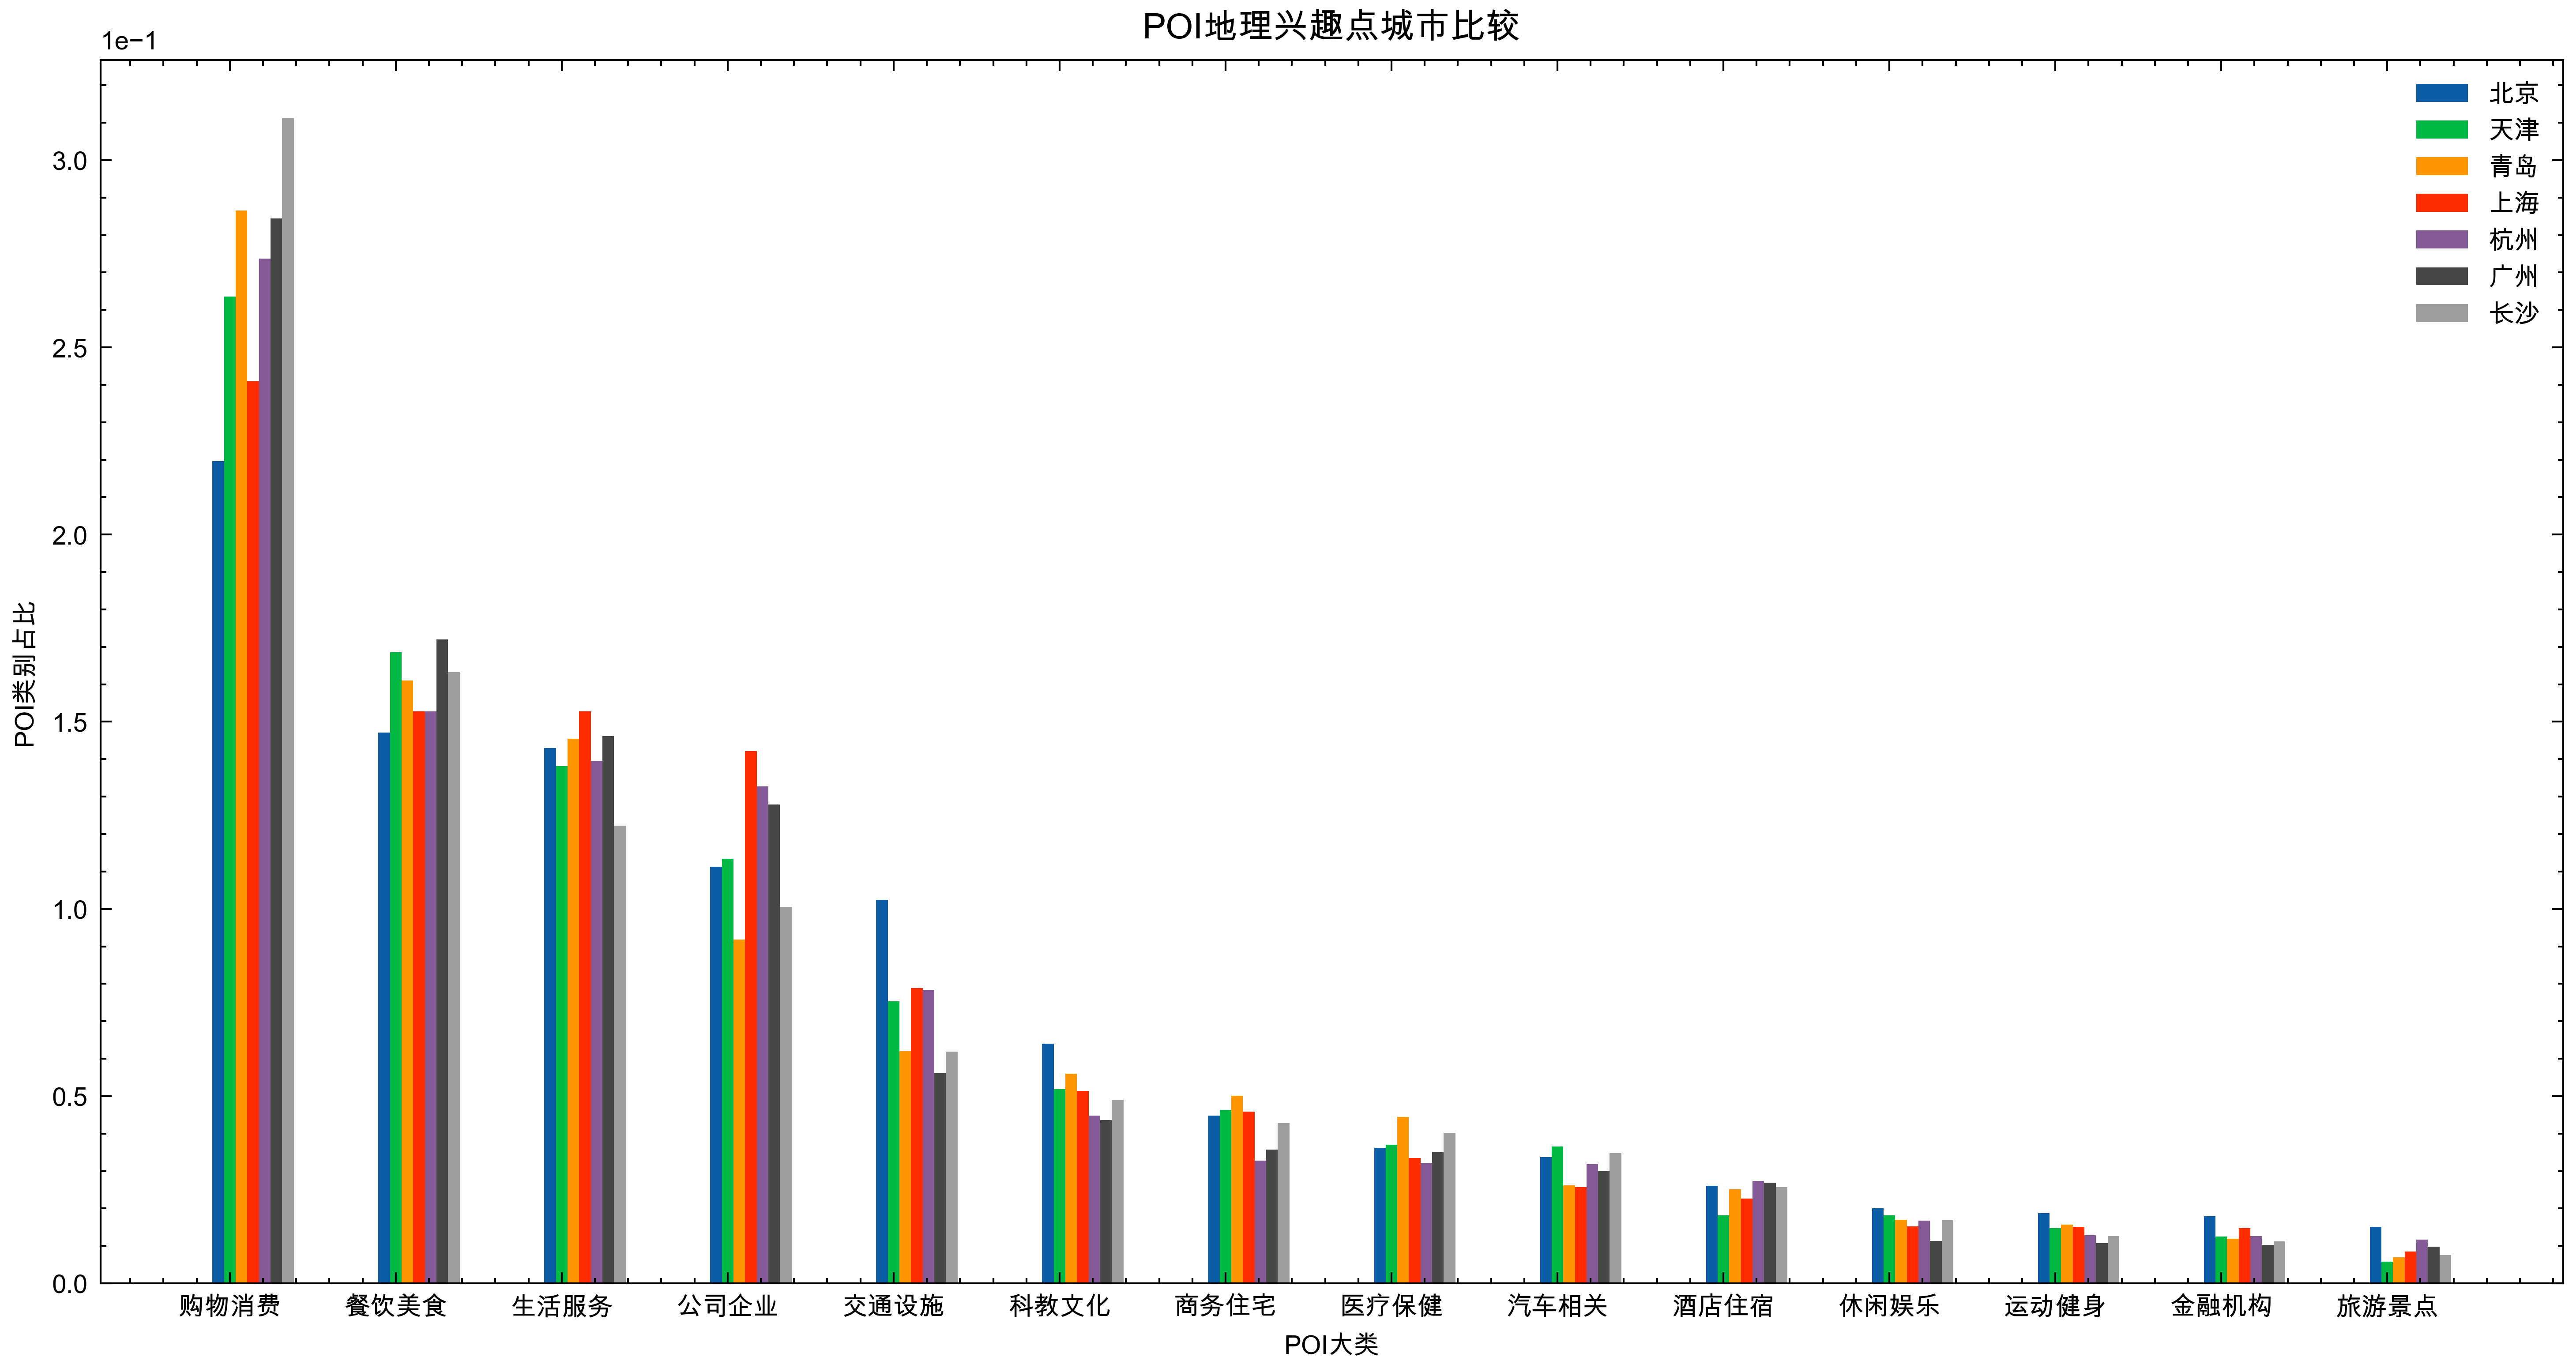 POI地理兴趣点城市比较
1e−1
3.0
2.5
2.0
1.5
1.0
0.5
0.0
POI类别占比
北京
天津
青岛
上海
杭州
广州
长沙
购物消费 餐饮美食 生活服务 公司企业 交通设施 科教文化 商务住宅 医疗保健 汽车相关 酒店住宿 休闲娱乐 运动健身 金融机构 旅游景点
POI大类